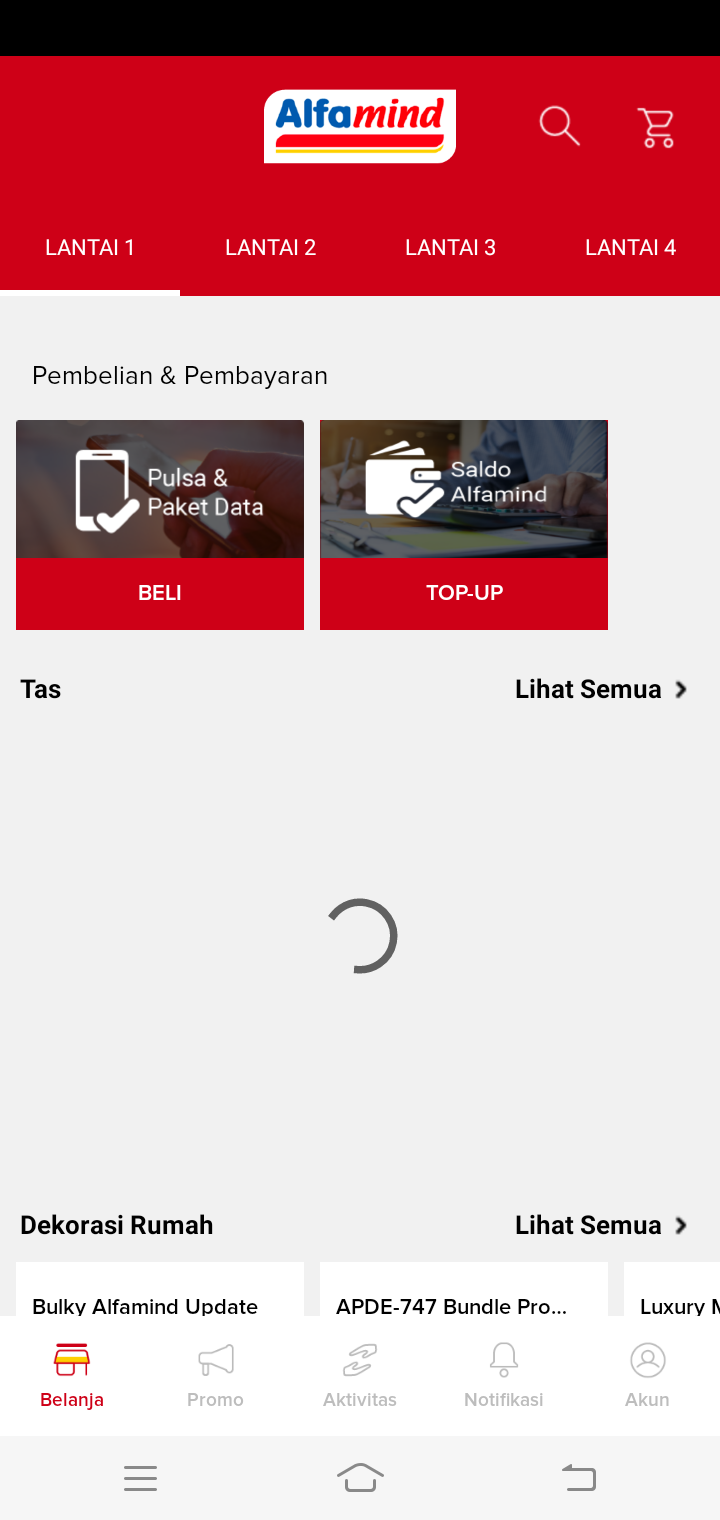 Alfamind
LANTAI 1
LANTAI 2
LANTAI 3
LANTAI 4
Pembelian & Pembayaran
Pulsa &
Paket Data
Saldo
Alfamind
BELI
TOP-UP
Tas
Lihat Semua
Dekorasi Rumah
Lihat Semua
Bulky Alfamind Update
APDE-747 Bundle Pro...
Luxury M
Belanja
Promo
Aktivitas
Notifikasi
Akun